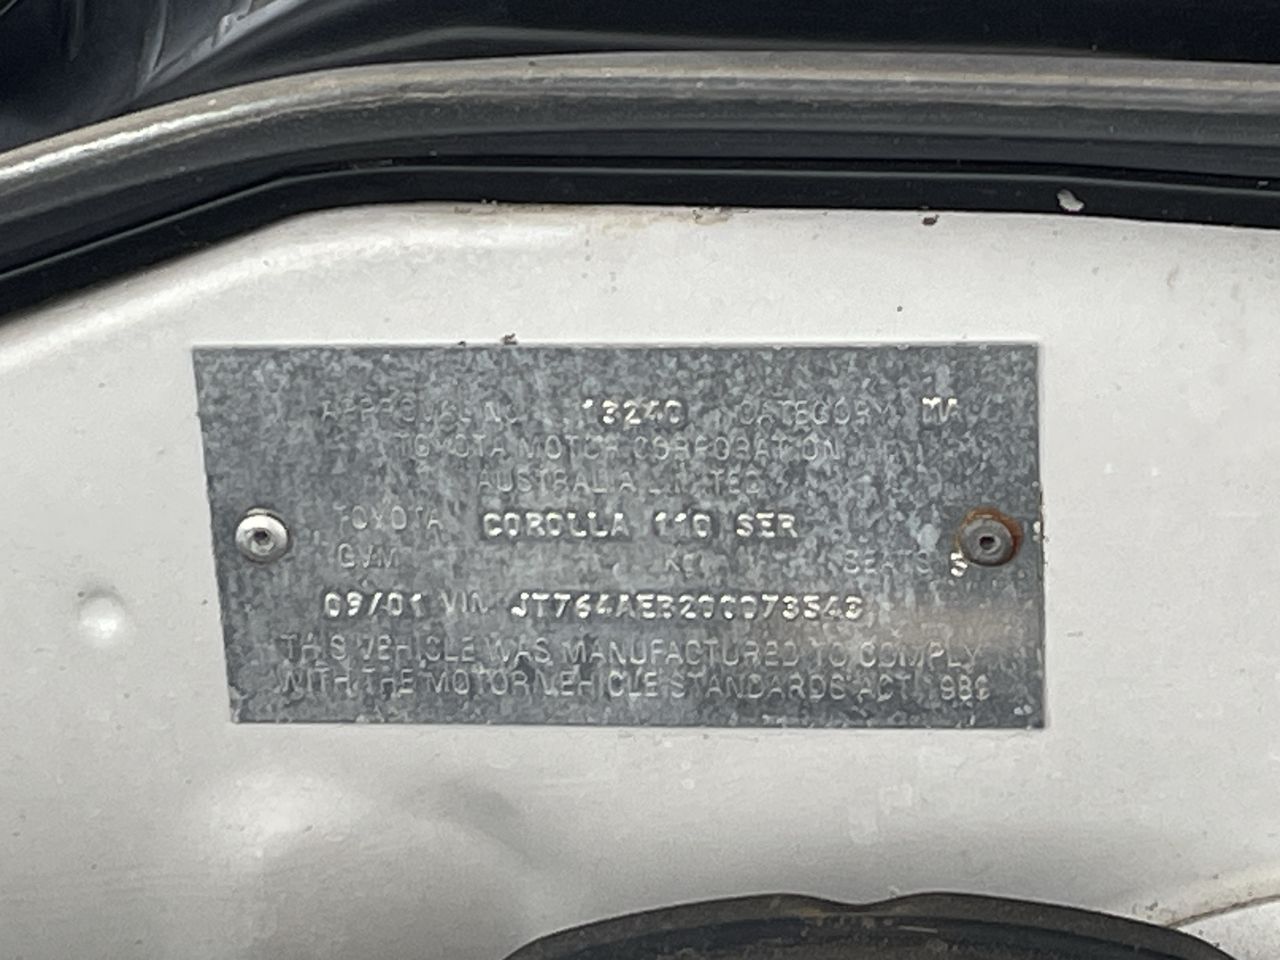 APPROVAL NO. 13240 CATEGORY MA
TOYOTA MOTOR CORPORATION
AUSTRALIA LIMITED
TOYOTA COROLLA 110 SER
GVM KG SEATS 5
09/01 VIN JT764AEB200073543
THIS VEHICLE WAS MANUFACTURED TO COMPLY
WITH THE MOTOR VEHICLE STANDARDS ACT 1989